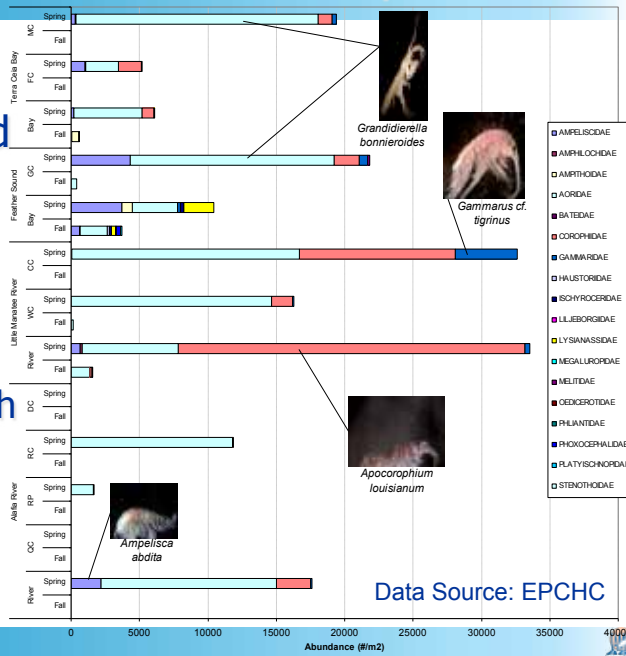 Terra Ceia Bay
MC
Spring
Fall
FC
Spring
Fall
Bay
Spring
Fall
Feather Sound
GC
Spring
Fall
Bay
Spring
Fall
Little Manatee River
CC
Spring
Fall
WC
Spring
Fall
River
Spring
Fall
Alafia River
DC
Spring
Fall
RC
Spring
Fall
RP
Spring
Fall
QC
Spring
Fall
River
Spring
Fall
d
h
Grandidierella
bonnieroides
Gammarus cf.
tigrinus
Apocorophium
louisianum
Ampelisca
abdita
AMPELISCIDAE
AMPHILOCHIDAE
AMPITHOIDAE
AORIDAE
BATEIDAE
COROPHIIDAE
GAMMARIDAE
HAUSTORIIDAE
ISCHYROCERIDAE
LILJEBORGIIDAE
LYSIANASSIDAE
MEGALUROPIDAE
MELITIDAE
OEDICEROTIDAE
PHLIANTIDAE
PHOXOCEPHALIDAE
PLATYISCHNOPIDAE
STENOTHOIDAE
Data Source: EPCHC
0 5000 10000 15000 20000 25000 30000 35000 40000
Abundance (#/m2)